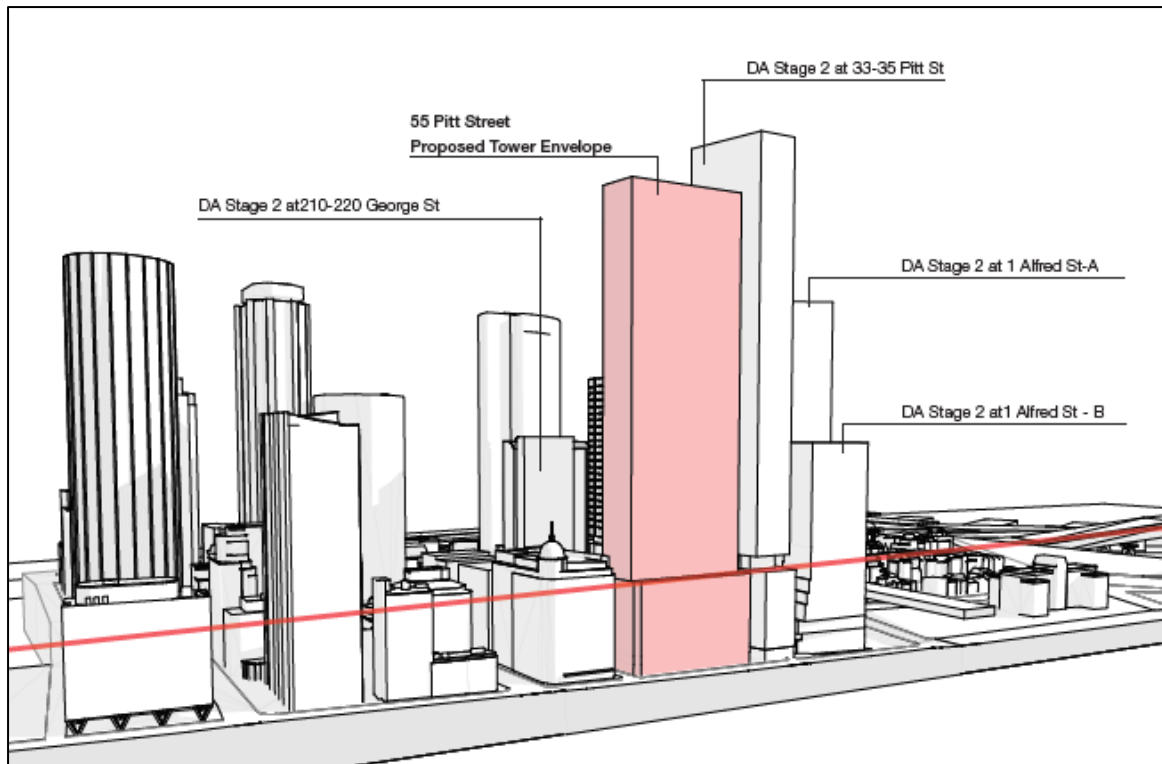 DA Stage 2 at 33-35 Pitt St
55 Pitt Street
Proposed Tower Envelope
DA Stage 2 at210-220 George St
DA Stage 2 at 1 Alfred St-A
DA Stage 2 at1 Alfred St - B